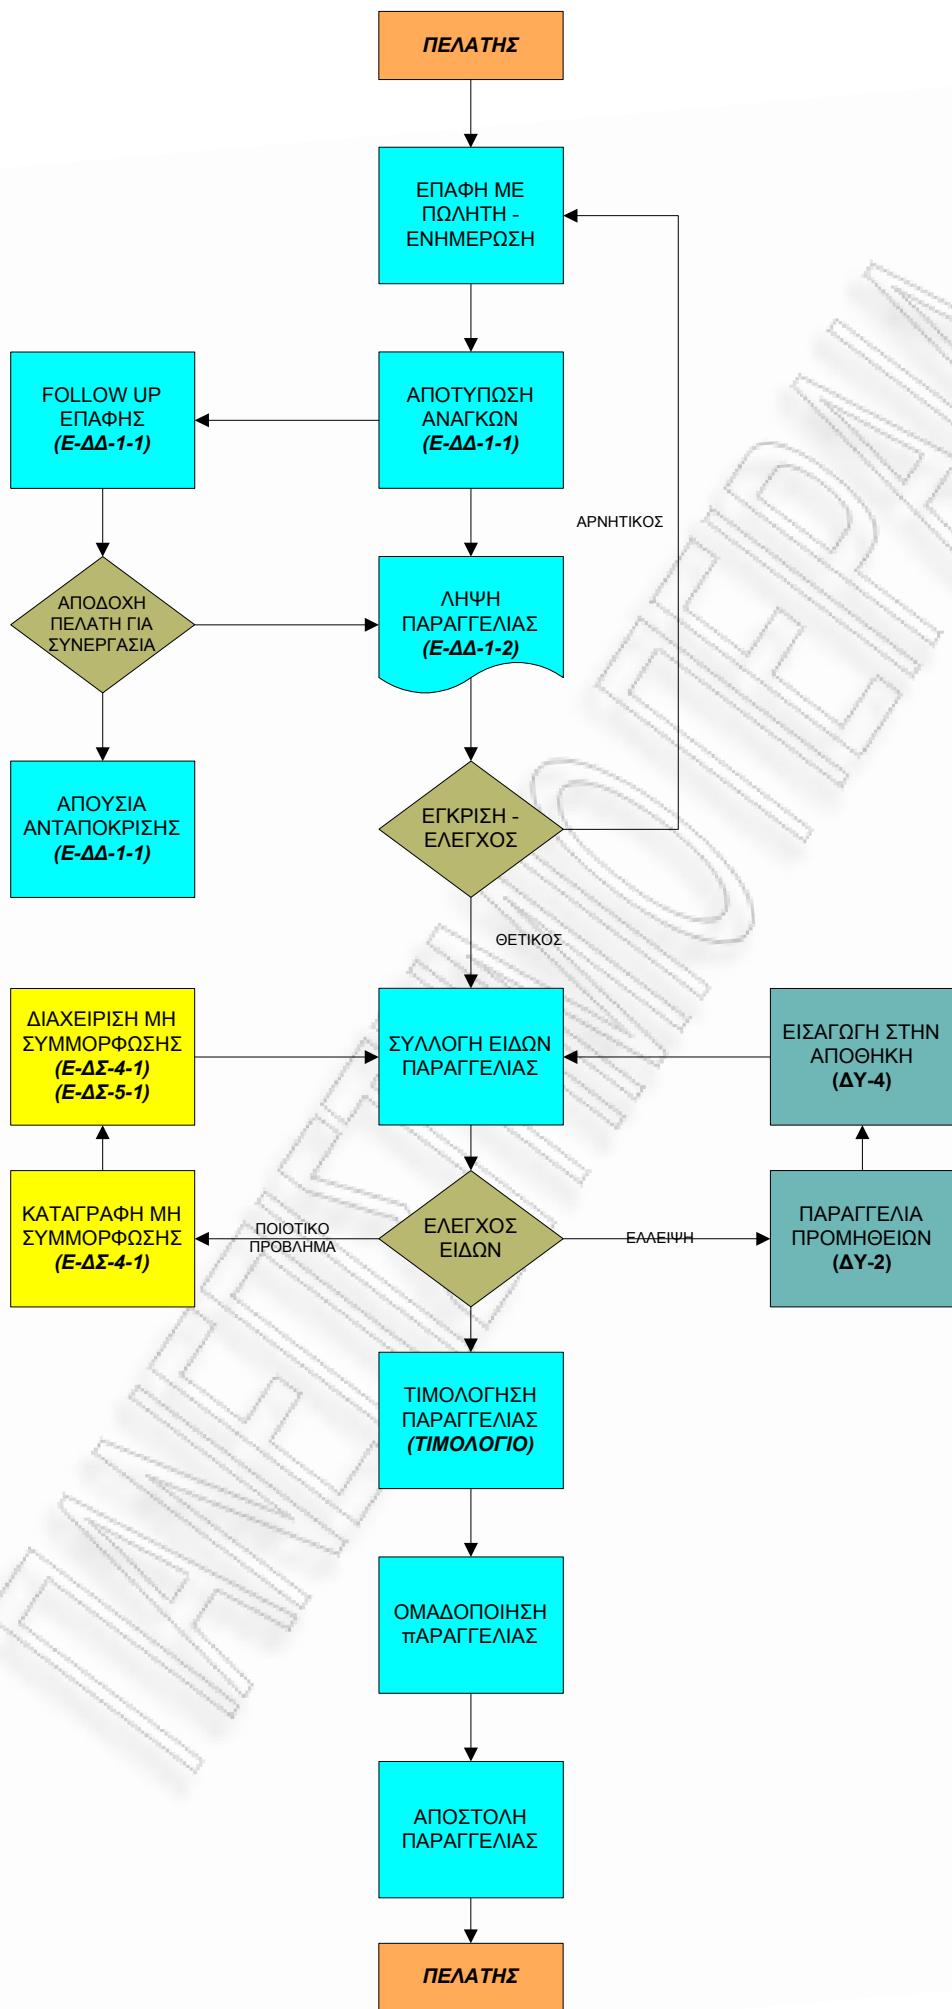 ΠΕΛΑΤΗΣ
ΕΠΑΦΗ ΜΕ
ΠΩΛΗΤΗ -
ΕΝΗΜΕΡΩΣΗ
FOLLOW UP
ΕΠΑΦΗΣ
(Ε-ΔΔ-1-1)
ΑΠΟΤΥΠΩΣΗ
ΑΝΑΓΚΩΝ
(Ε-ΔΔ-1-1)
ΑΡΝΗΤΙΚΟΣ
ΑΠΟΔΟΧΗ
ΠΕΛΑΤΗ ΓΙΑ
ΣΥΝΕΡΓΑΣΙΑ
ΛΗΨΗ
ΠΑΡΑΓΓΕΛΙΑΣ
(Ε-ΔΔ-1-2)
ΑΠΟΥΣΙΑ
ΑΝΤΑΠΟΚΡΙΣΗΣ
(Ε-ΔΔ-1-1)
ΕΓΚΡΙΣΗ -
ΕΛΕΓΧΟΣ
ΘΕΤΙΚΟΣ
ΔΙΑΧΕΙΡΙΣΗ ΜΗ
ΣΥΜΜΟΡΦΩΣΗΣ
(Ε-ΔΣ-4-1)
(Ε-ΔΣ-5-1)
ΣΥΛΛΟΓΗ ΕΙΔΩΝ
ΠΑΡΑΓΓΕΛΙΑΣ
ΕΙΣΑΓΩΓΗ ΣΤΗΝ
ΑΠΟΘΗΚΗ
(ΔΥ-4)
ΚΑΤΑΓΡΑΦΗ ΜΗ
ΣΥΜΜΟΡΦΩΣΗΣ
(Ε-ΔΣ-4-1)
ΠΟΙΟΤΙΚΟ
ΠΡΟΒΛΗΜΑ
ΕΛΕΓΧΟΣ
ΕΙΔΩΝ
ΕΛΛΕΙΨΗ
ΠΑΡΑΓΓΕΛΙΑ
ΠΡΟΜΗΘΕΙΩΝ
(ΔΥ-2)
ΤΙΜΟΛΟΓΗΣΗ
ΠΑΡΑΓΓΕΛΙΑΣ
(ΤΙΜΟΛΟΓΙΟ)
ΟΜΑΔΟΠΟΙΗΣΗ
πΑΡΑΓΓΕΛΙΑΣ
ΑΠΟΣΤΟΛΗ
ΠΑΡΑΓΓΕΛΙΑΣ
ΠΕΛΑΤΗΣ